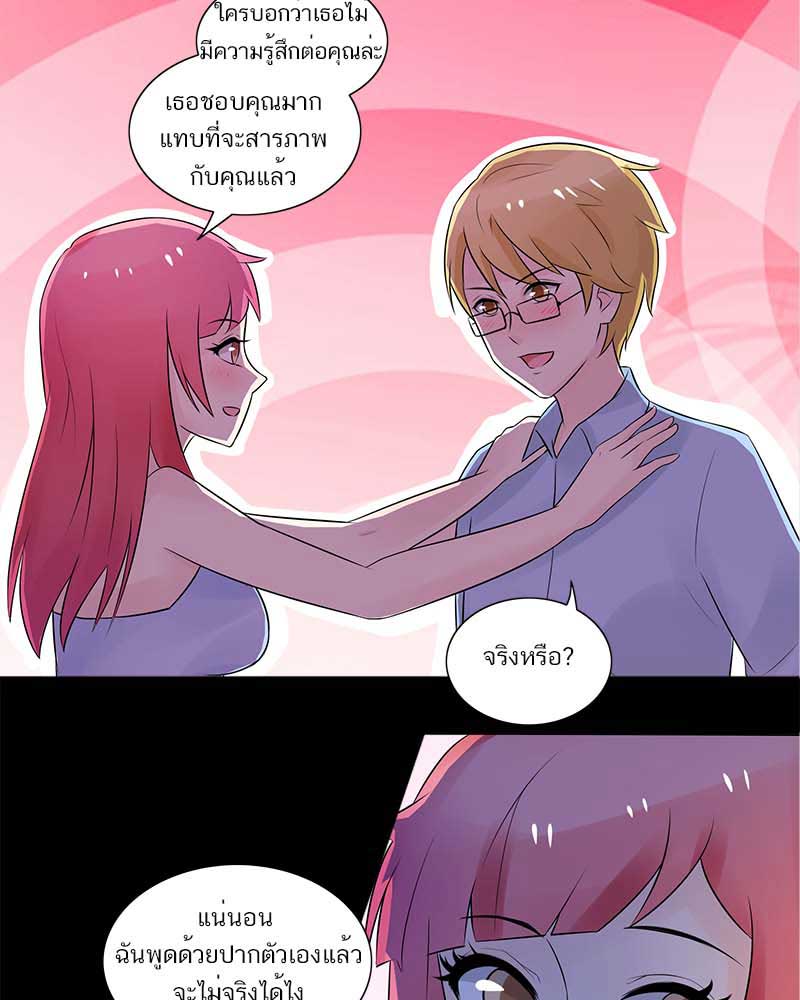 ใครบอกว่าเธอไม่
มีความรู้สึกต่อคุณล่ะ
เธอชอบคุณมาก
แทบที่จะสารภาพ
กับคุณแล้ว
จริงหรือ?
แน่นอน
ฉันพูดด้วยปากตัวเองแล้ว
จะไม่จริงได้ไง